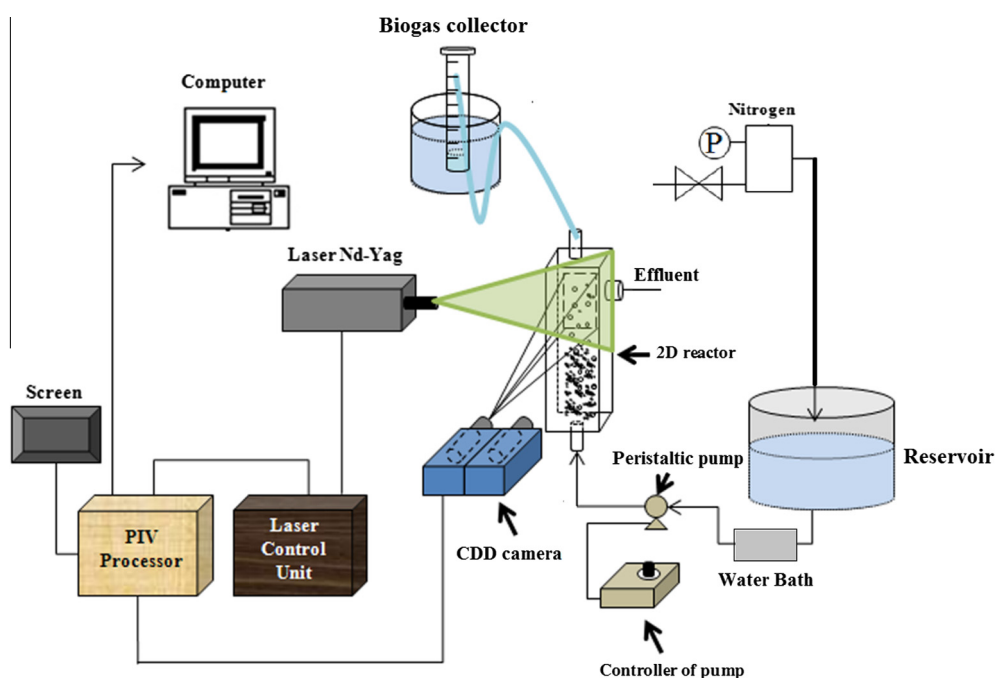 Biogas collector
Computer
Nitrogen
P
Laser Nd-Yag
Effluent
2D reactor
Screen
Reservoir
Peristaltic pump
PIV
Processor
Laser
Control
Unit
CDD camera
Water Bath
Controller of pump